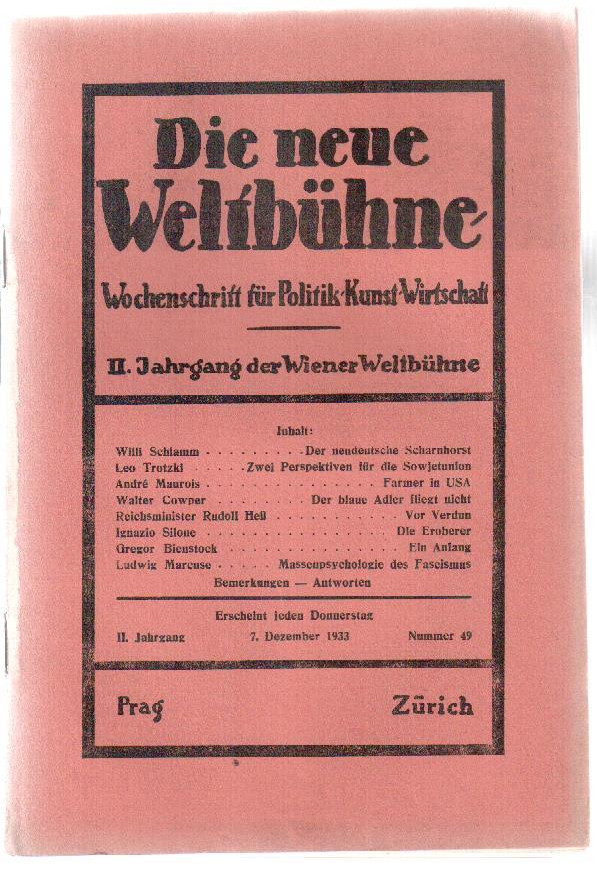 Die neue
Weltbühne
Wochenschrift für Politik·Kunst·Wirtschaft
II. Jahrgang der Wiener Weltbühne
Inhalt:
Willi Schlamm . . . . . . . . . Der neudeutsche Scharnhorst
Leo Trotzki . . . . . Zwei Perspektiven für die Sowjetunion
André Maurois . . . . . . . . . . . . . . . . Farmer in USA
Walter Cowper . . . . . . . . . Der blaue Adler fliegt nicht
Reichsminister Rudolf Heß . . . . . . . . . . . . Vor Verdun
Ignazio Silone . . . . . . . . . . . . . . . . . Die Eroberer
Gregor Bienstock . . . . . . . . . . . . . . . . Ein Anfang
Ludwig Marcuse . . . . . Massenpsychologie des Fascismus
Bemerkungen — Antworten
Erscheint jeden Donnerstag
II. Jahrgang 7. Dezember 1933 Nummer 49
Prag Zürich